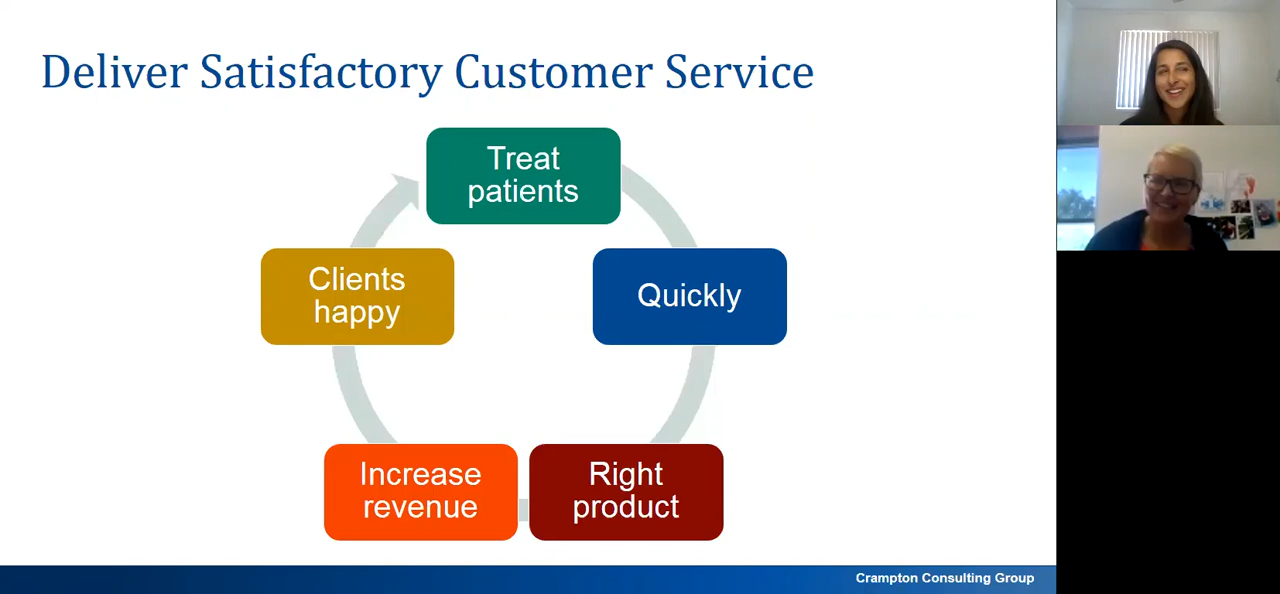 Deliver Satisfactory Customer Service
Treat
patients
Quickly
Right
product
Increase
revenue
Clients
happy
Crampton Consulting Group